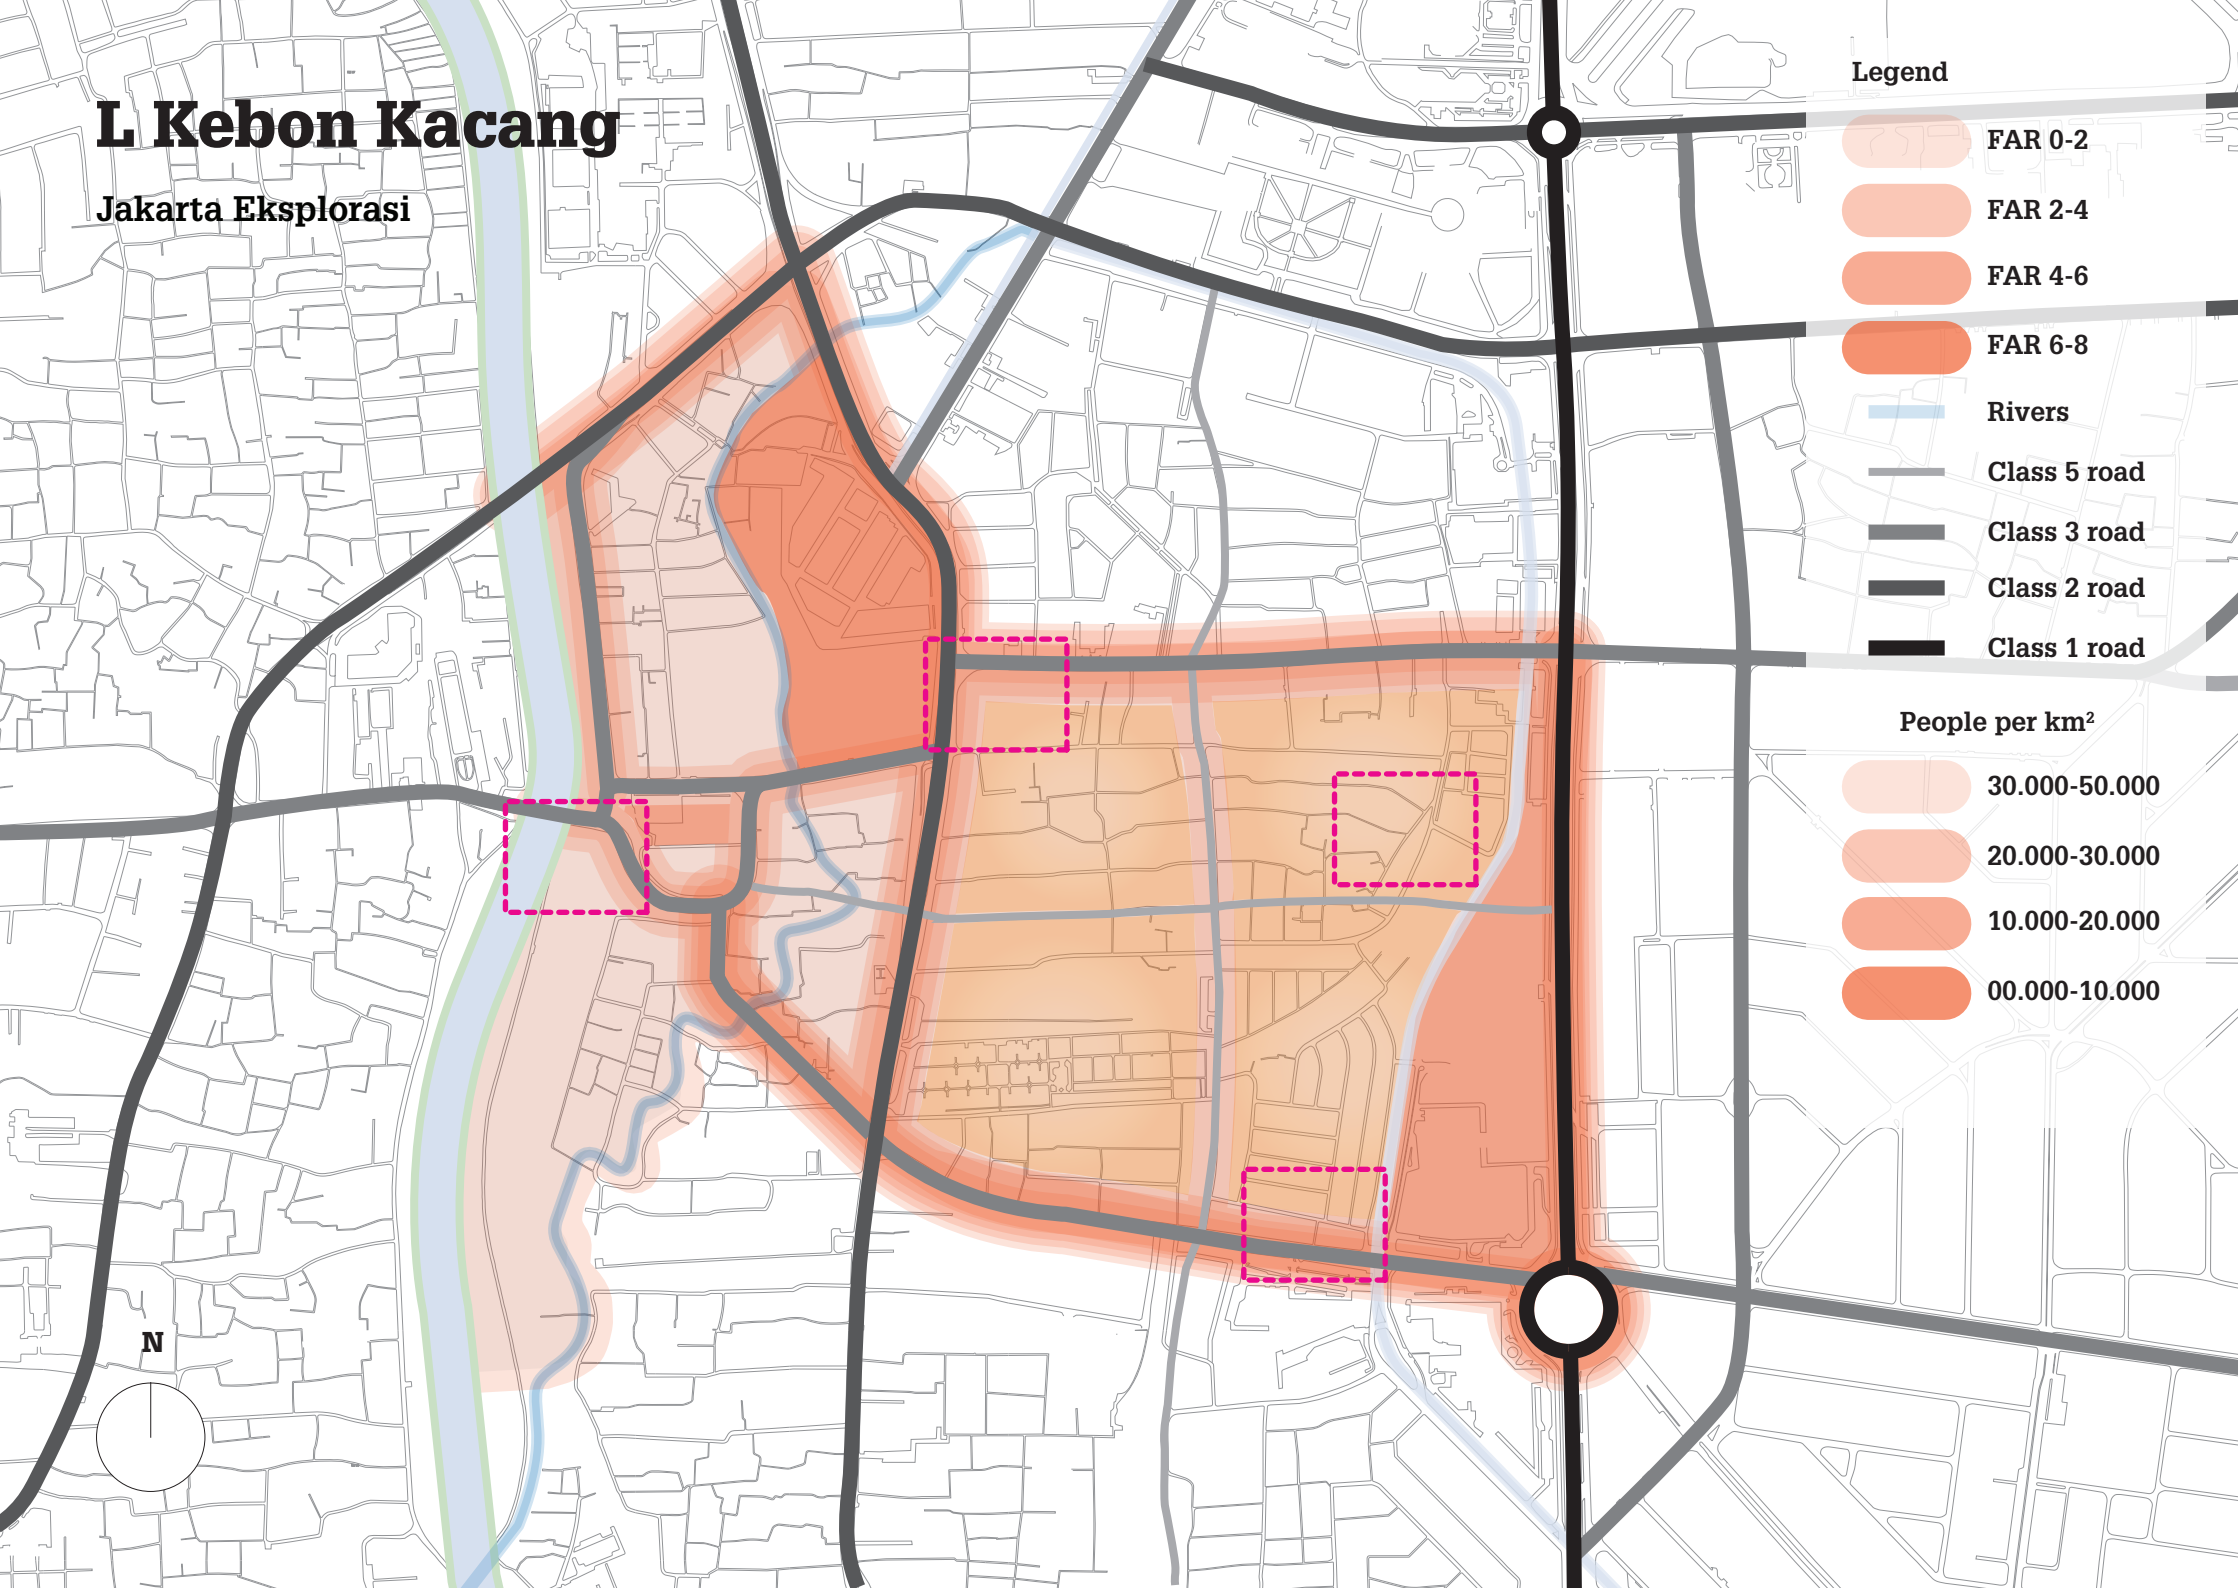 L Kebon Kacang
Jakarta Eksplorasi
Legend
FAR 0-2
FAR 2-4
FAR 4-6
FAR 6-8
Rivers
Class 5 road
Class 3 road
Class 2 road
Class 1 road
People per km²
30.000-50.000
20.000-30.000
10.000-20.000
00.000-10.000
N